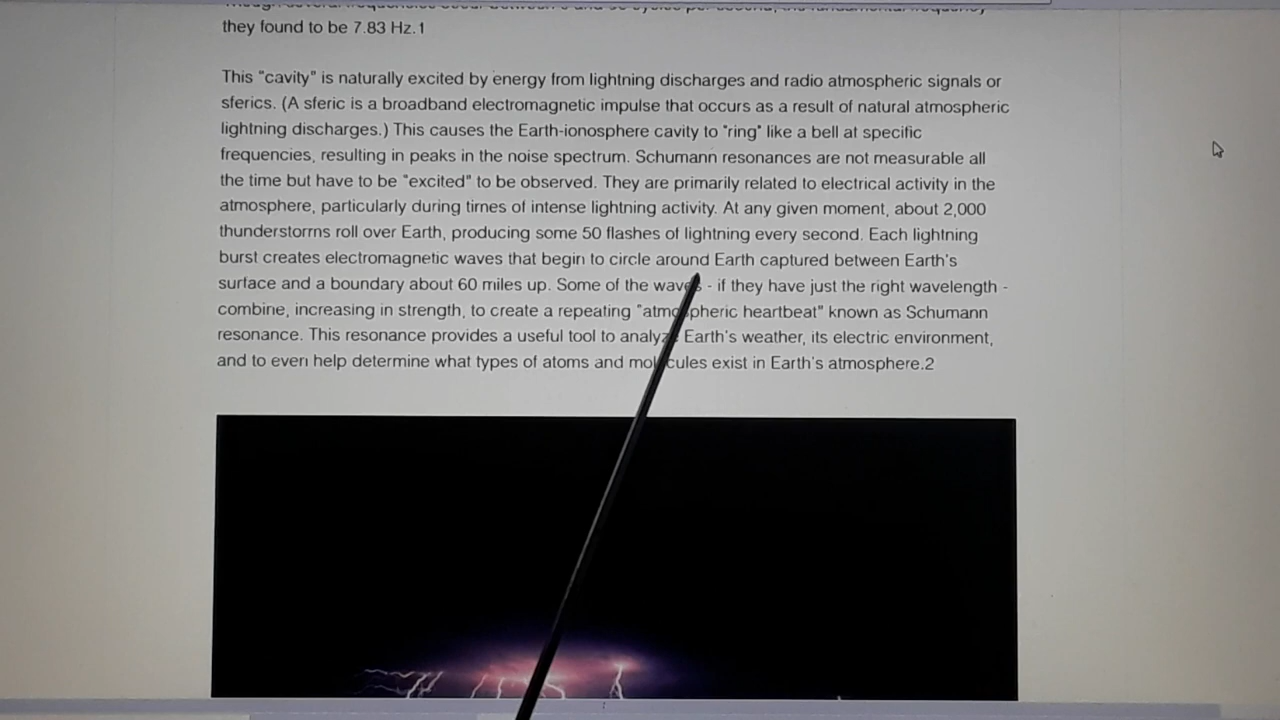 they found to be 7.83 Hz.1
This "cavity" is naturally excited by energy from lightning discharges and radio atmospheric signals or
sferics. (A sferic is a broadband electromagnetic impulse that occurs as a result of natural atmospheric
lightning discharges.) This causes the Earth-ionosphere cavity to "ring" like a bell at specific
frequencies, resulting in peaks in the noise spectrum. Schumann resonances are not measurable all
the time but have to be "excited" to be observed. They are primarily related to electrical activity in the
atmosphere, particularly during times of intense lightning activity. At any given moment, about 2,000
thunderstorms roll over Earth, producing some 50 flashes of lightning every second. Each lightning
burst creates electromagnetic waves that begin to circle around Earth captured between Earth's
surface and a boundary about 60 miles up. Some of the waves - if they have just the right wavelength -
combine, increasing in strength, to create a repeating "atmospheric heartbeat" known as Schumann
resonance. This resonance provides a useful tool to analyze Earth's weather, its electric environment,
and to even help determine what types of atoms and molecules exist in Earth's atmosphere.2